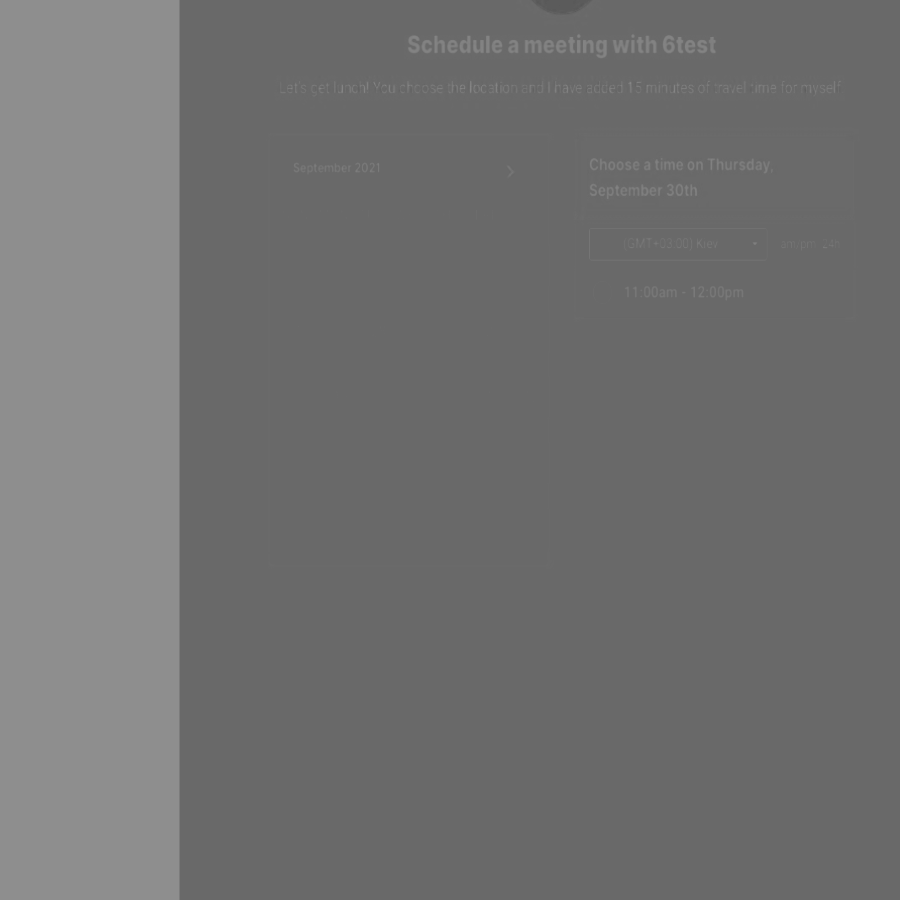 Schedule a meeting with 6test
Let's get lunch! You choose the location and I have added 15 minutes of travel time for myself
September 2021
Choose a time on Thursday,
September 30th
(GMT+03:00) Kiev
am/pm 24h
11:00am - 12:00pm